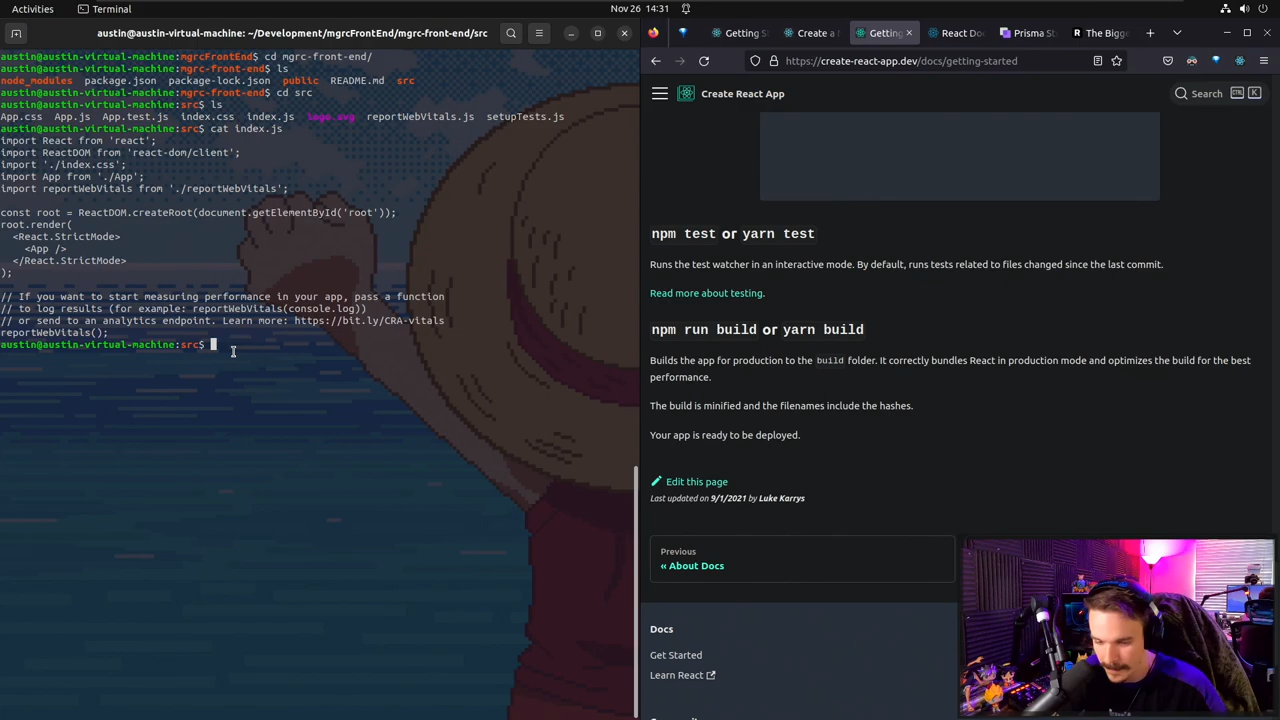 Activities
Terminal
Nov 26 14:31
austin@austin-virtual-machine: ~/Development/mgrcFrontEnd/mgrc-front-end/src
austin@austin-virtual-machine:mgrcFrontEnd$ cd mgrc-front-end/
austin@austin-virtual-machine:mgrc-front-end$ ls
node_modules package.json package-lock.json public README.md src
austin@austin-virtual-machine:mgrc-front-end$ cd src
austin@austin-virtual-machine:src$ ls
App.css App.js App.test.js index.css index.js logo.svg reportWebVitals.js setupTests.js
austin@austin-virtual-machine:src$ cat index.js
import React from 'react';
import ReactDOM from 'react-dom/client';
import './index.css';
import App from './App';
import reportWebVitals from './reportWebVitals';
const root = ReactDOM.createRoot(document.getElementById('root'));
root.render(
<React.StrictMode>
<App />
</React.StrictMode>
);
// If you want to start measuring performance in your app, pass a function
// to log results (for example: reportWebVitals(console.log))
// or send to an analytics endpoint. Learn more: https://bit.ly/CRA-vitals
reportWebVitals();
austin@austin-virtual-machine:src$
Getting S
Create a
Getting
React Do
Prisma St
The Bigge
https://create-react-app.dev/docs/getting-started
Create React App
Search
CTRL K
npm test or yarn test
Runs the test watcher in an interactive mode. By default, runs tests related to files changed since the last commit.
Read more about testing.
npm run build or yarn build
Builds the app for production to the build folder. It correctly bundles React in production mode and optimizes the build for the best
performance.
The build is minified and the filenames include the hashes.
Your app is ready to be deployed.
Edit this page
Last updated on 9/1/2021 by Luke Karrys
Previous
« About Docs
Docs
Get Started
Learn React